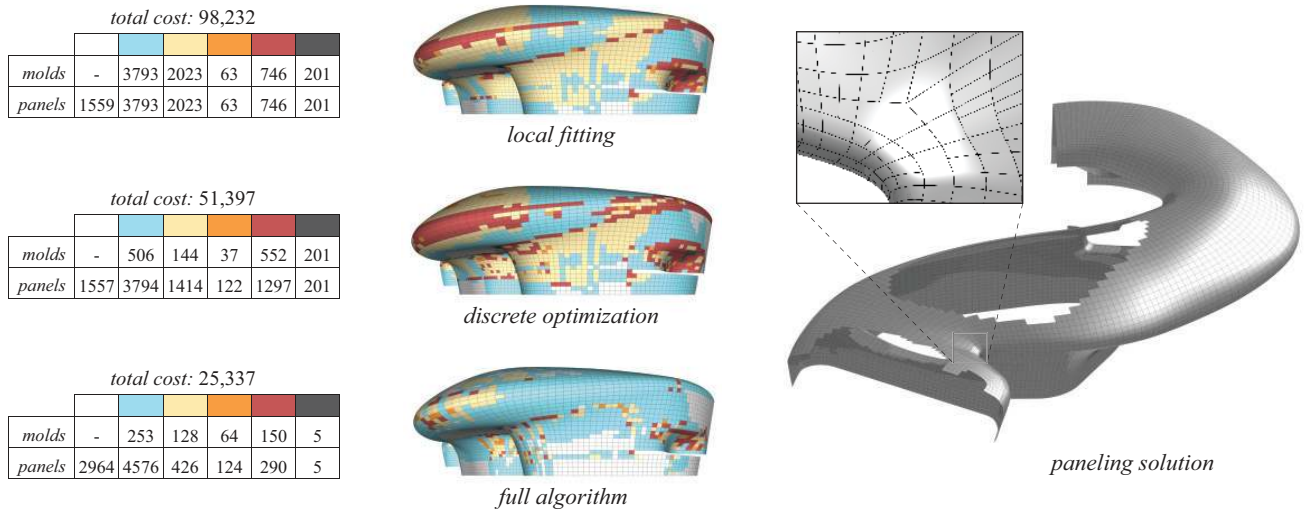 total cost: 98,232
molds - 3793 2023 63 746 201
panels 1559 3793 2023 63 746 201
local fitting
total cost: 51,397
molds - 506 144 37 552 201
panels 1557 3794 1414 122 1297 201
discrete optimization
total cost: 25,337
molds - 253 128 64 150 5
panels 2964 4576 426 124 290 5
full algorithm
paneling solution